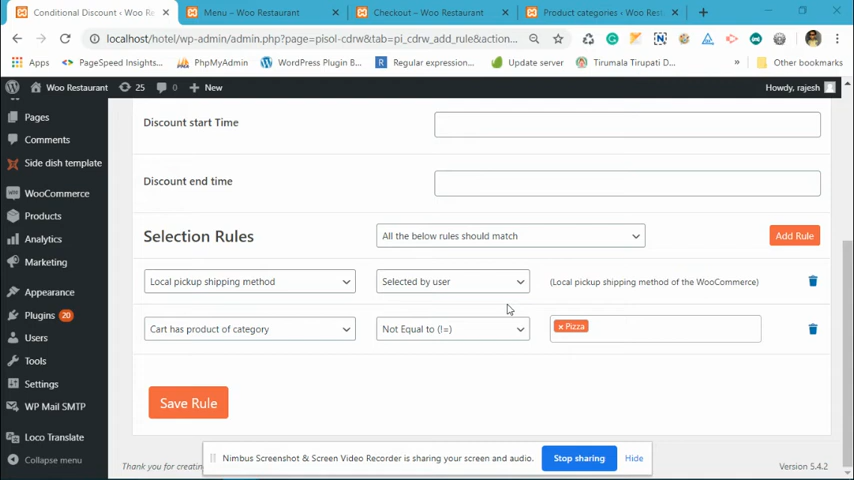 Conditional Discount ‹ Woo Res
Menu – Woo Restaurant
Checkout – Woo Restaurant
Product categories ‹ Woo Rest
localhost/hotel/wp-admin/admin.php?page=pisol-cdrw&tab=pi_cdrw_add_rule&action...
Apps
PageSpeed Insights...
PhpMyAdmin
WordPress Plugin B...
Regular expression...
Update server
Tirumala Tirupati D...
»
Other bookmarks
Woo Restaurant
25
0
New
Howdy, rajesh
Pages
Comments
Side dish template
WooCommerce
Products
Analytics
Marketing
Appearance
Plugins 20
Users
Tools
Settings
WP Mail SMTP
Loco Translate
Collapse menu
Discount start Time
Discount end time
Selection Rules
All the below rules should match
Add Rule
Local pickup shipping method
Selected by user
(Local pickup shipping method of the WooCommerce)
Cart has product of category
Not Equal to (!=)
× Pizza
Save Rule
Nimbus Screenshot & Screen Video Recorder is sharing your screen and audio.
Stop sharing
Hide
Thank you for creatin
Version 5.4.2